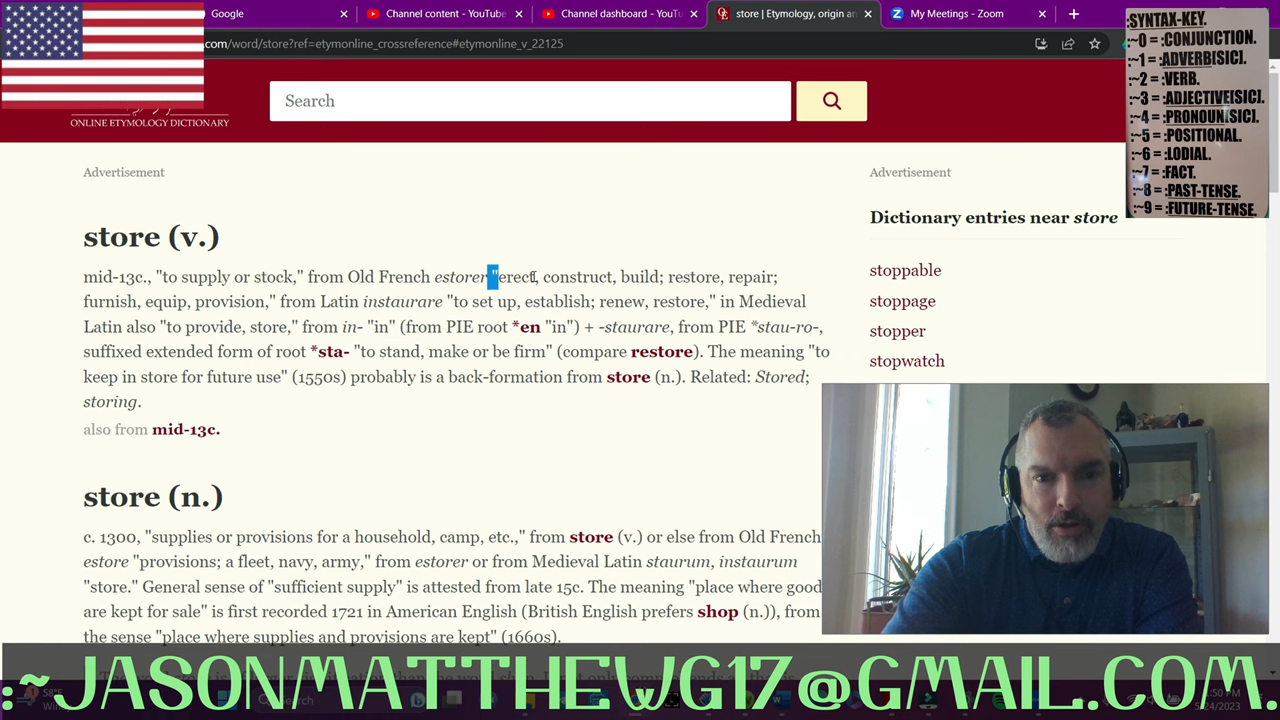 Google
Channel content - YouTube
Channel dashboard - YouTu
store | Etymology, origin an
My Meetings - Zoom
.com/word/store?ref=etymonline_crossreference#etymonline_v_22125
:SYNTAX-KEY.
:~0 = :CONJUNCTION.
:~1 = :ADVERB[SIC].
:~2 = :VERB.
:~3 = :ADJECTIVE[SIC].
:~4 = :PRONOUN[SIC].
:~5 = :POSITIONAL.
:~6 = :LODIAL.
:~7 = :FACT.
:~8 = :PAST-TENSE.
:~9 = :FUTURE-TENSE.
ONLINE ETYMOLOGY DICTIONARY
Search
Advertisement
Advertisement
store (v.)
mid-13c., "to supply or stock," from Old French estorer "erect, construct, build; restore, repair;
furnish, equip, provision," from Latin instaurare "to set up, establish; renew, restore," in Medieval
Latin also "to provide, store," from in- "in" (from PIE root *en "in") + -staurare, from PIE *stau-ro-,
suffixed extended form of root *sta- "to stand, make or be firm" (compare restore). The meaning "to
keep in store for future use" (1550s) probably is a back-formation from store (n.). Related: Stored;
storing.
also from mid-13c.
Dictionary entries near store
stoppable
stoppage
stopper
stopwatch
store (n.)
c. 1300, "supplies or provisions for a household, camp, etc.," from store (v.) or else from Old French
estore "provisions; a fleet, navy, army," from estorer or from Medieval Latin staurum, instaurum
"store." General sense of "sufficient supply" is attested from late 15c. The meaning "place where good
are kept for sale" is first recorded 1721 in American English (British English prefers shop (n.)), from
the sense "place where supplies and provisions are kept" (1660s).
:~JASONMATTHEWG17@GMAIL.COM.
58°F
Search
:50 PM
5/24/2023